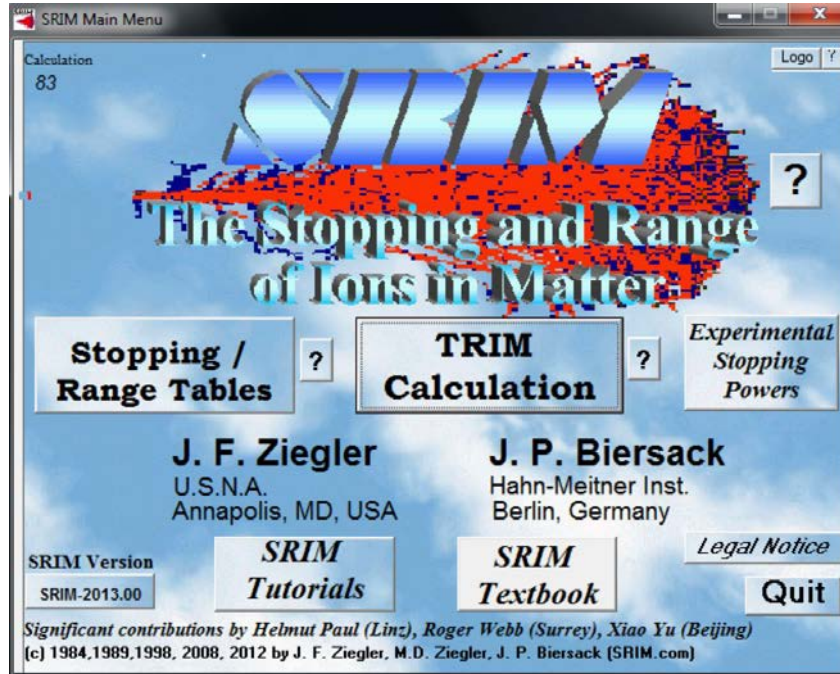 SRIM Main Menu
Calculation
83
Logo ?
SRIM
?
The Stopping and Range
of Ions in Matter
Stopping /
Range Tables
?
TRIM
Calculation
?
Experimental
Stopping
Powers
J. F. Ziegler
U.S.N.A.
Annapolis, MD, USA
J. P. Biersack
Hahn-Meitner Inst.
Berlin, Germany
SRIM Version
SRIM-2013.00
SRIM
Tutorials
SRIM
Textbook
Legal Notice
Quit
Significant contributions by Helmut Paul (Linz), Roger Webb (Surrey), Xiao Yu (Beijing)
(c) 1984,1989,1998, 2008, 2012 by J. F. Ziegler, M.D. Ziegler, J. P. Biersack (SRIM.com)